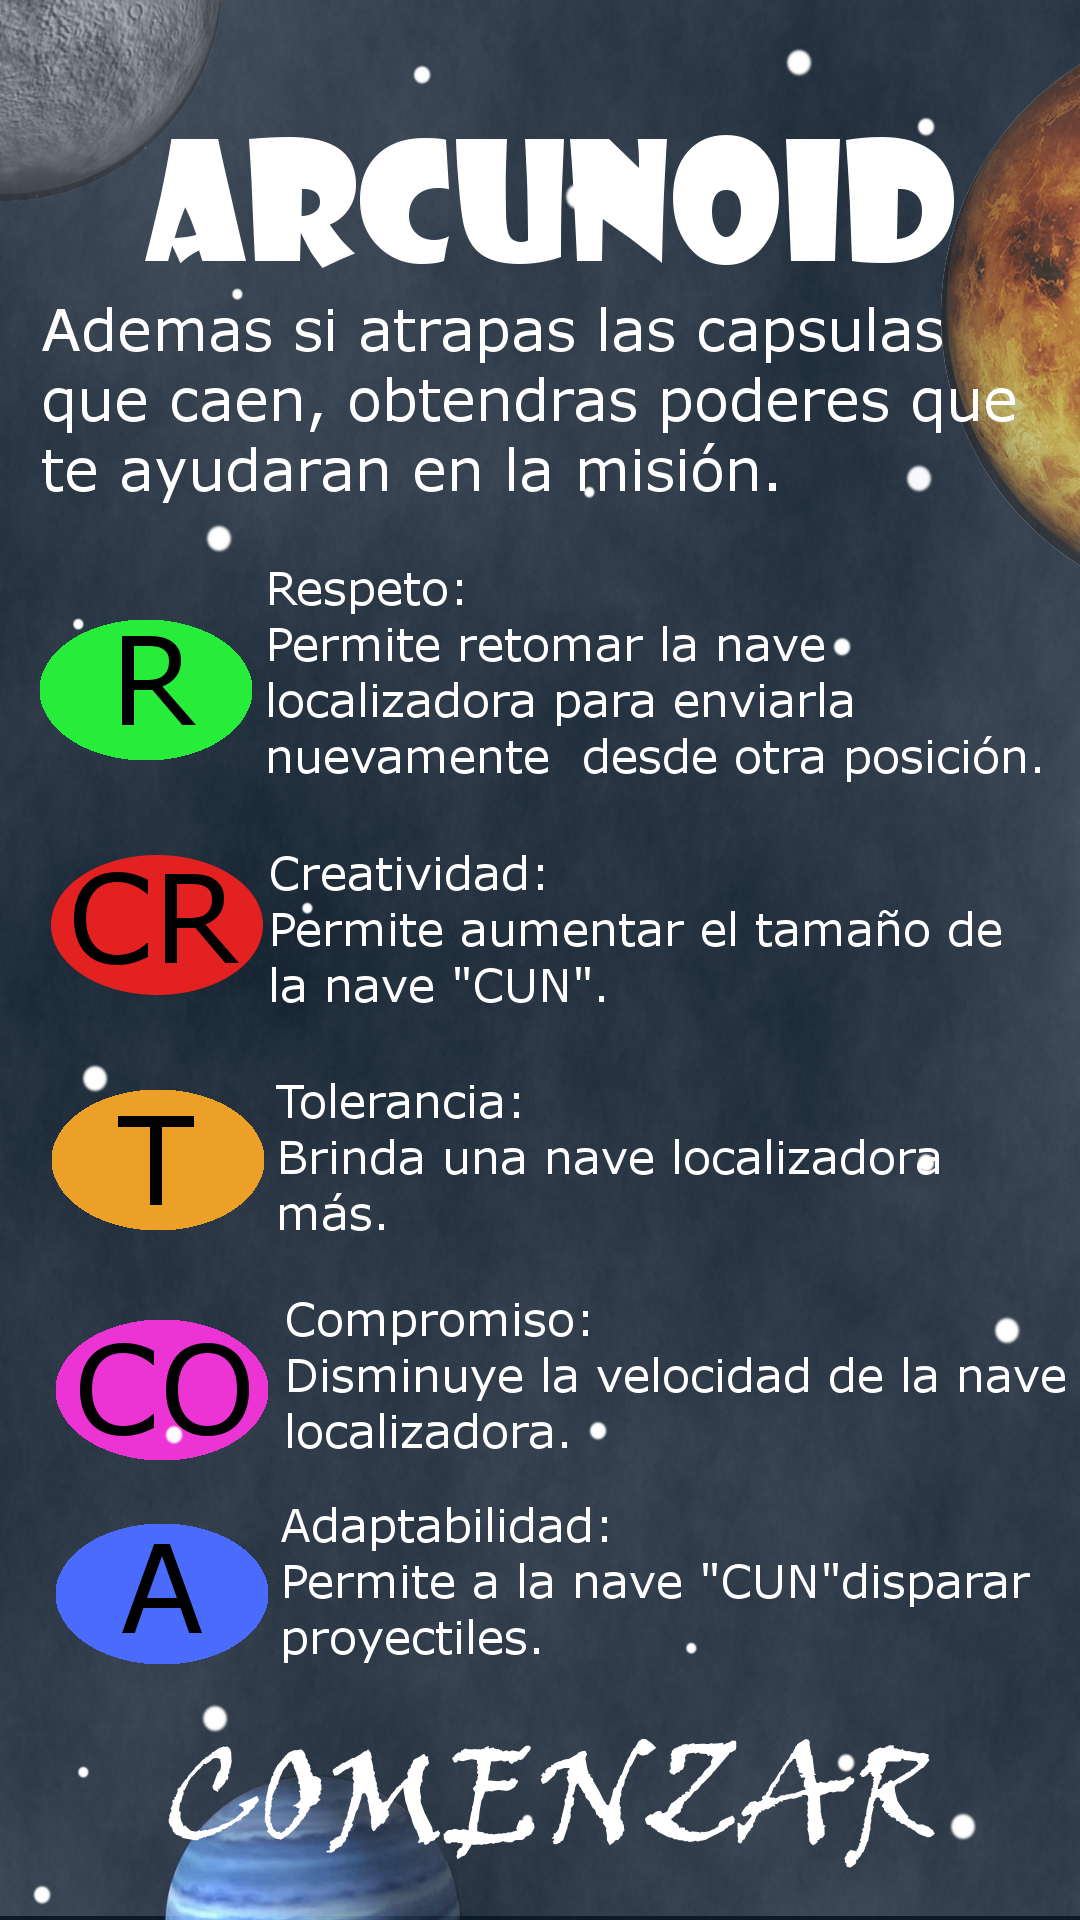 ARCUNOID
Ademas si atrapas las capsulas
que caen, obtendras poderes que
te ayudaran en la misión.
Respeto:
R
Permite retomar la nave
localizadora para enviarla
nuevamente  desde otra posición.
Creatividad:
CR
Permite aumentar el tamaño de
la nave "CUN".
Tolerancia:
T
Brinda una nave localizadora
más.
Compromiso:
CO
Disminuye la velocidad de la nave
localizadora.
Adaptabilidad:
A
Permite a la nave "CUN"disparar
proyectiles.
COMENZAR